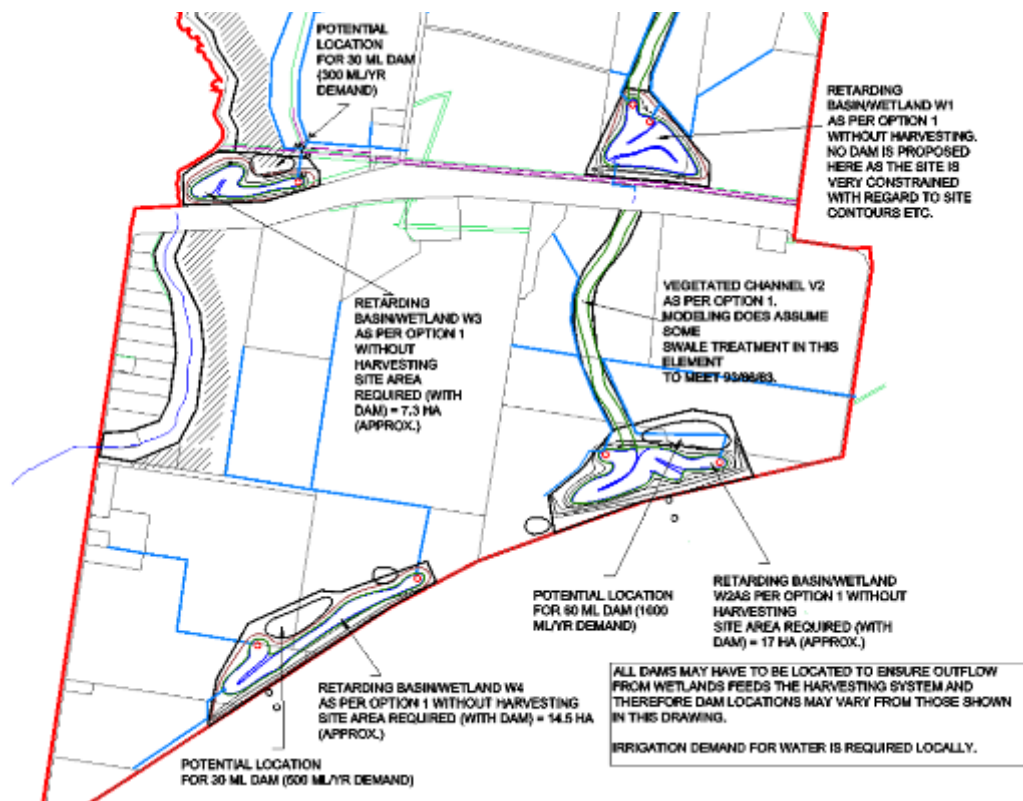 POTENTIAL
LOCATION
FOR 30 ML DAM
(300 ML/YR
DEMAND)
RETARDING
BASIN/WETLAND W1
AS PER OPTION 1
WITHOUT HARVESTING.
NO DAM IS PROPOSED
HERE AS THE SITE IS
VERY CONSTRAINED
WITH REGARD TO SITE
CONTOURS ETC.
RETARDING
BASIN/WETLAND W3
AS PER OPTION 1
WITHOUT
HARVESTING
SITE AREA
REQUIRED (WITH
DAM) = 7.3 HA
(APPROX.)
VEGETATED CHANNEL V2
AS PER OPTION 1.
MODELING DOES ASSUME
SOME
SWALE TREATMENT IN THIS
ELEMENT
TO MEET
POTENTIAL LOCATION
FOR 60 ML DAM (1600
ML/YR DEMAND)
RETARDING BASIN/WETLAND
W2AS PER OPTION 1 WITHOUT
HARVESTING
SITE AREA REQUIRED (WITH
DAM) = 17 HA (APPROX.)
RETARDING BASIN/WETLAND W4
AS PER OPTION 1 WITHOUT HARVESTING
SITE AREA REQUIRED (WITH DAM) = 14.5 HA
(APPROX.)
POTENTIAL LOCATION
FOR 30 ML DAM (500 ML/YR DEMAND)
ALL DAMS MAY HAVE TO BE LOCATED TO ENSURE OUTFLOW
FROM WETLANDS FEEDS THE HARVESTING SYSTEM AND
THEREFORE DAM LOCATIONS MAY VARY FROM THOSE SHOWN
IN THIS DRAWING.
IRRIGATION DEMAND FOR WATER IS REQUIRED LOCALLY.